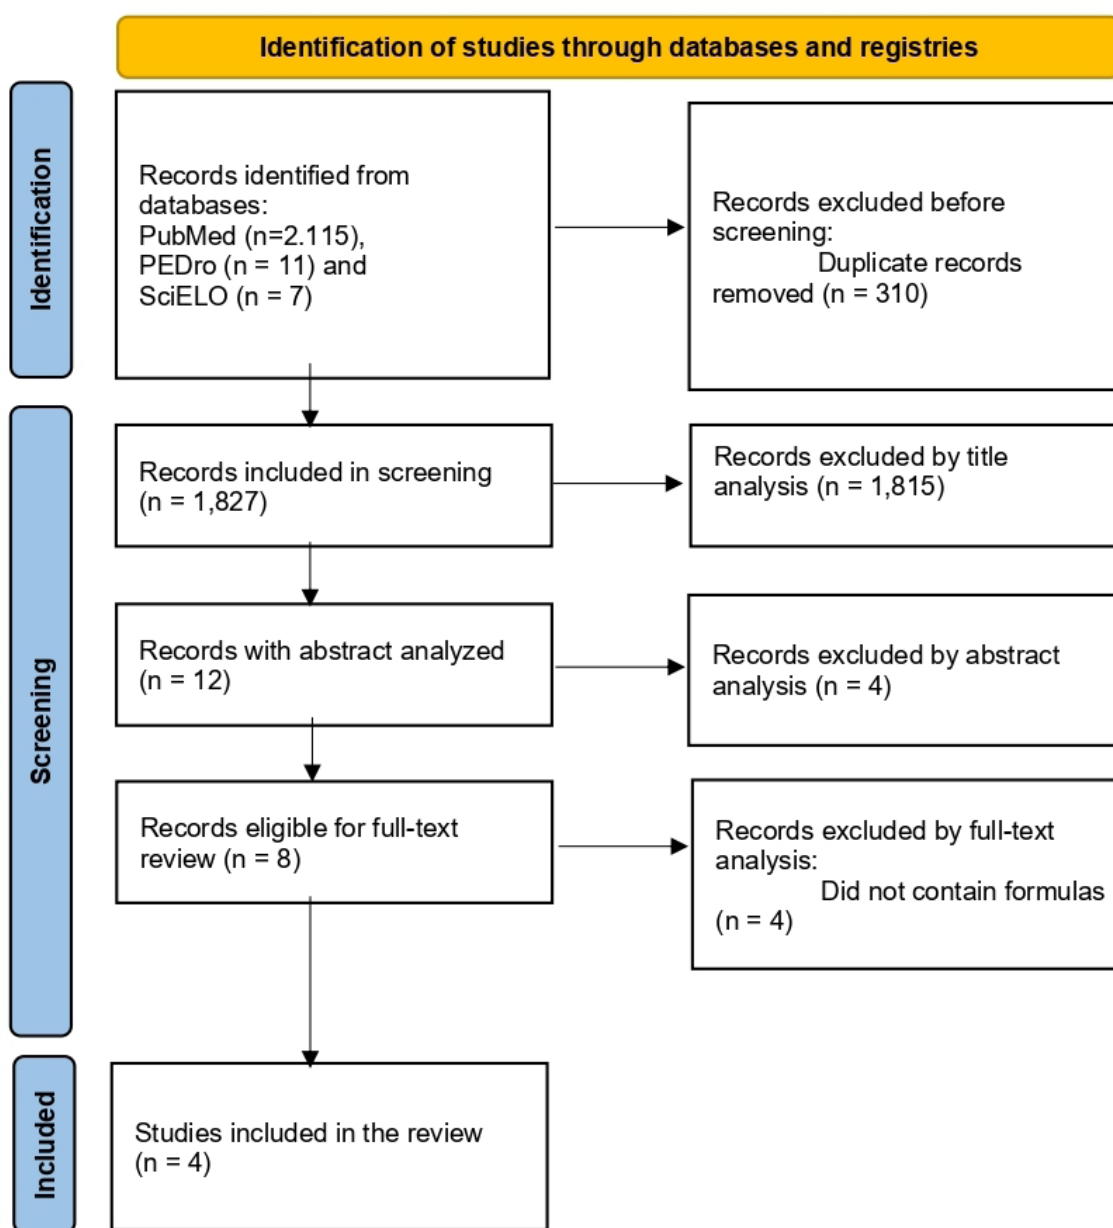 Identification of studies through databases and registries
Identification
Records identified from
databases:
PubMed (n=2.115),
PEDro (n = 11) and
SciELO (n = 7)
Records excluded before
screening:
Duplicate records
removed (n = 310)
Screening
Records included in screening
(n = 1,827)
Records excluded by title
analysis (n = 1,815)
Records with abstract analyzed
(n = 12)
Records excluded by abstract
analysis (n = 4)
Records eligible for full-text
review (n = 8)
Records excluded by full-text
analysis:
Did not contain formulas
(n = 4)
Included
Studies included in the review
(n = 4)